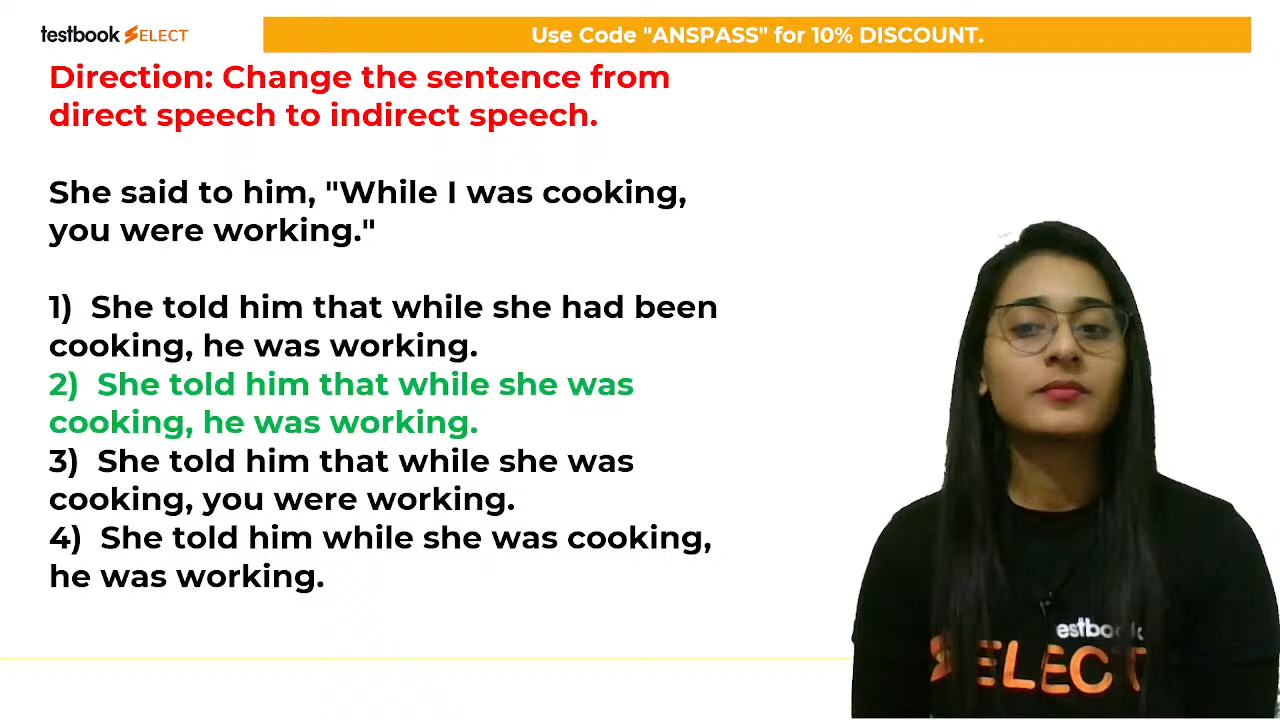 testbook SELECT
Use Code "ANSPASS" for 10% DISCOUNT.
Direction: Change the sentence from
direct speech to indirect speech.
She said to him, "While I was cooking,
you were working."
1) She told him that while she had been
cooking, he was working.
2) She told him that while she was
cooking, he was working.
3) She told him that while she was
cooking, you were working.
4) She told him while she was cooking,
he was working.
estbo k
SELECT